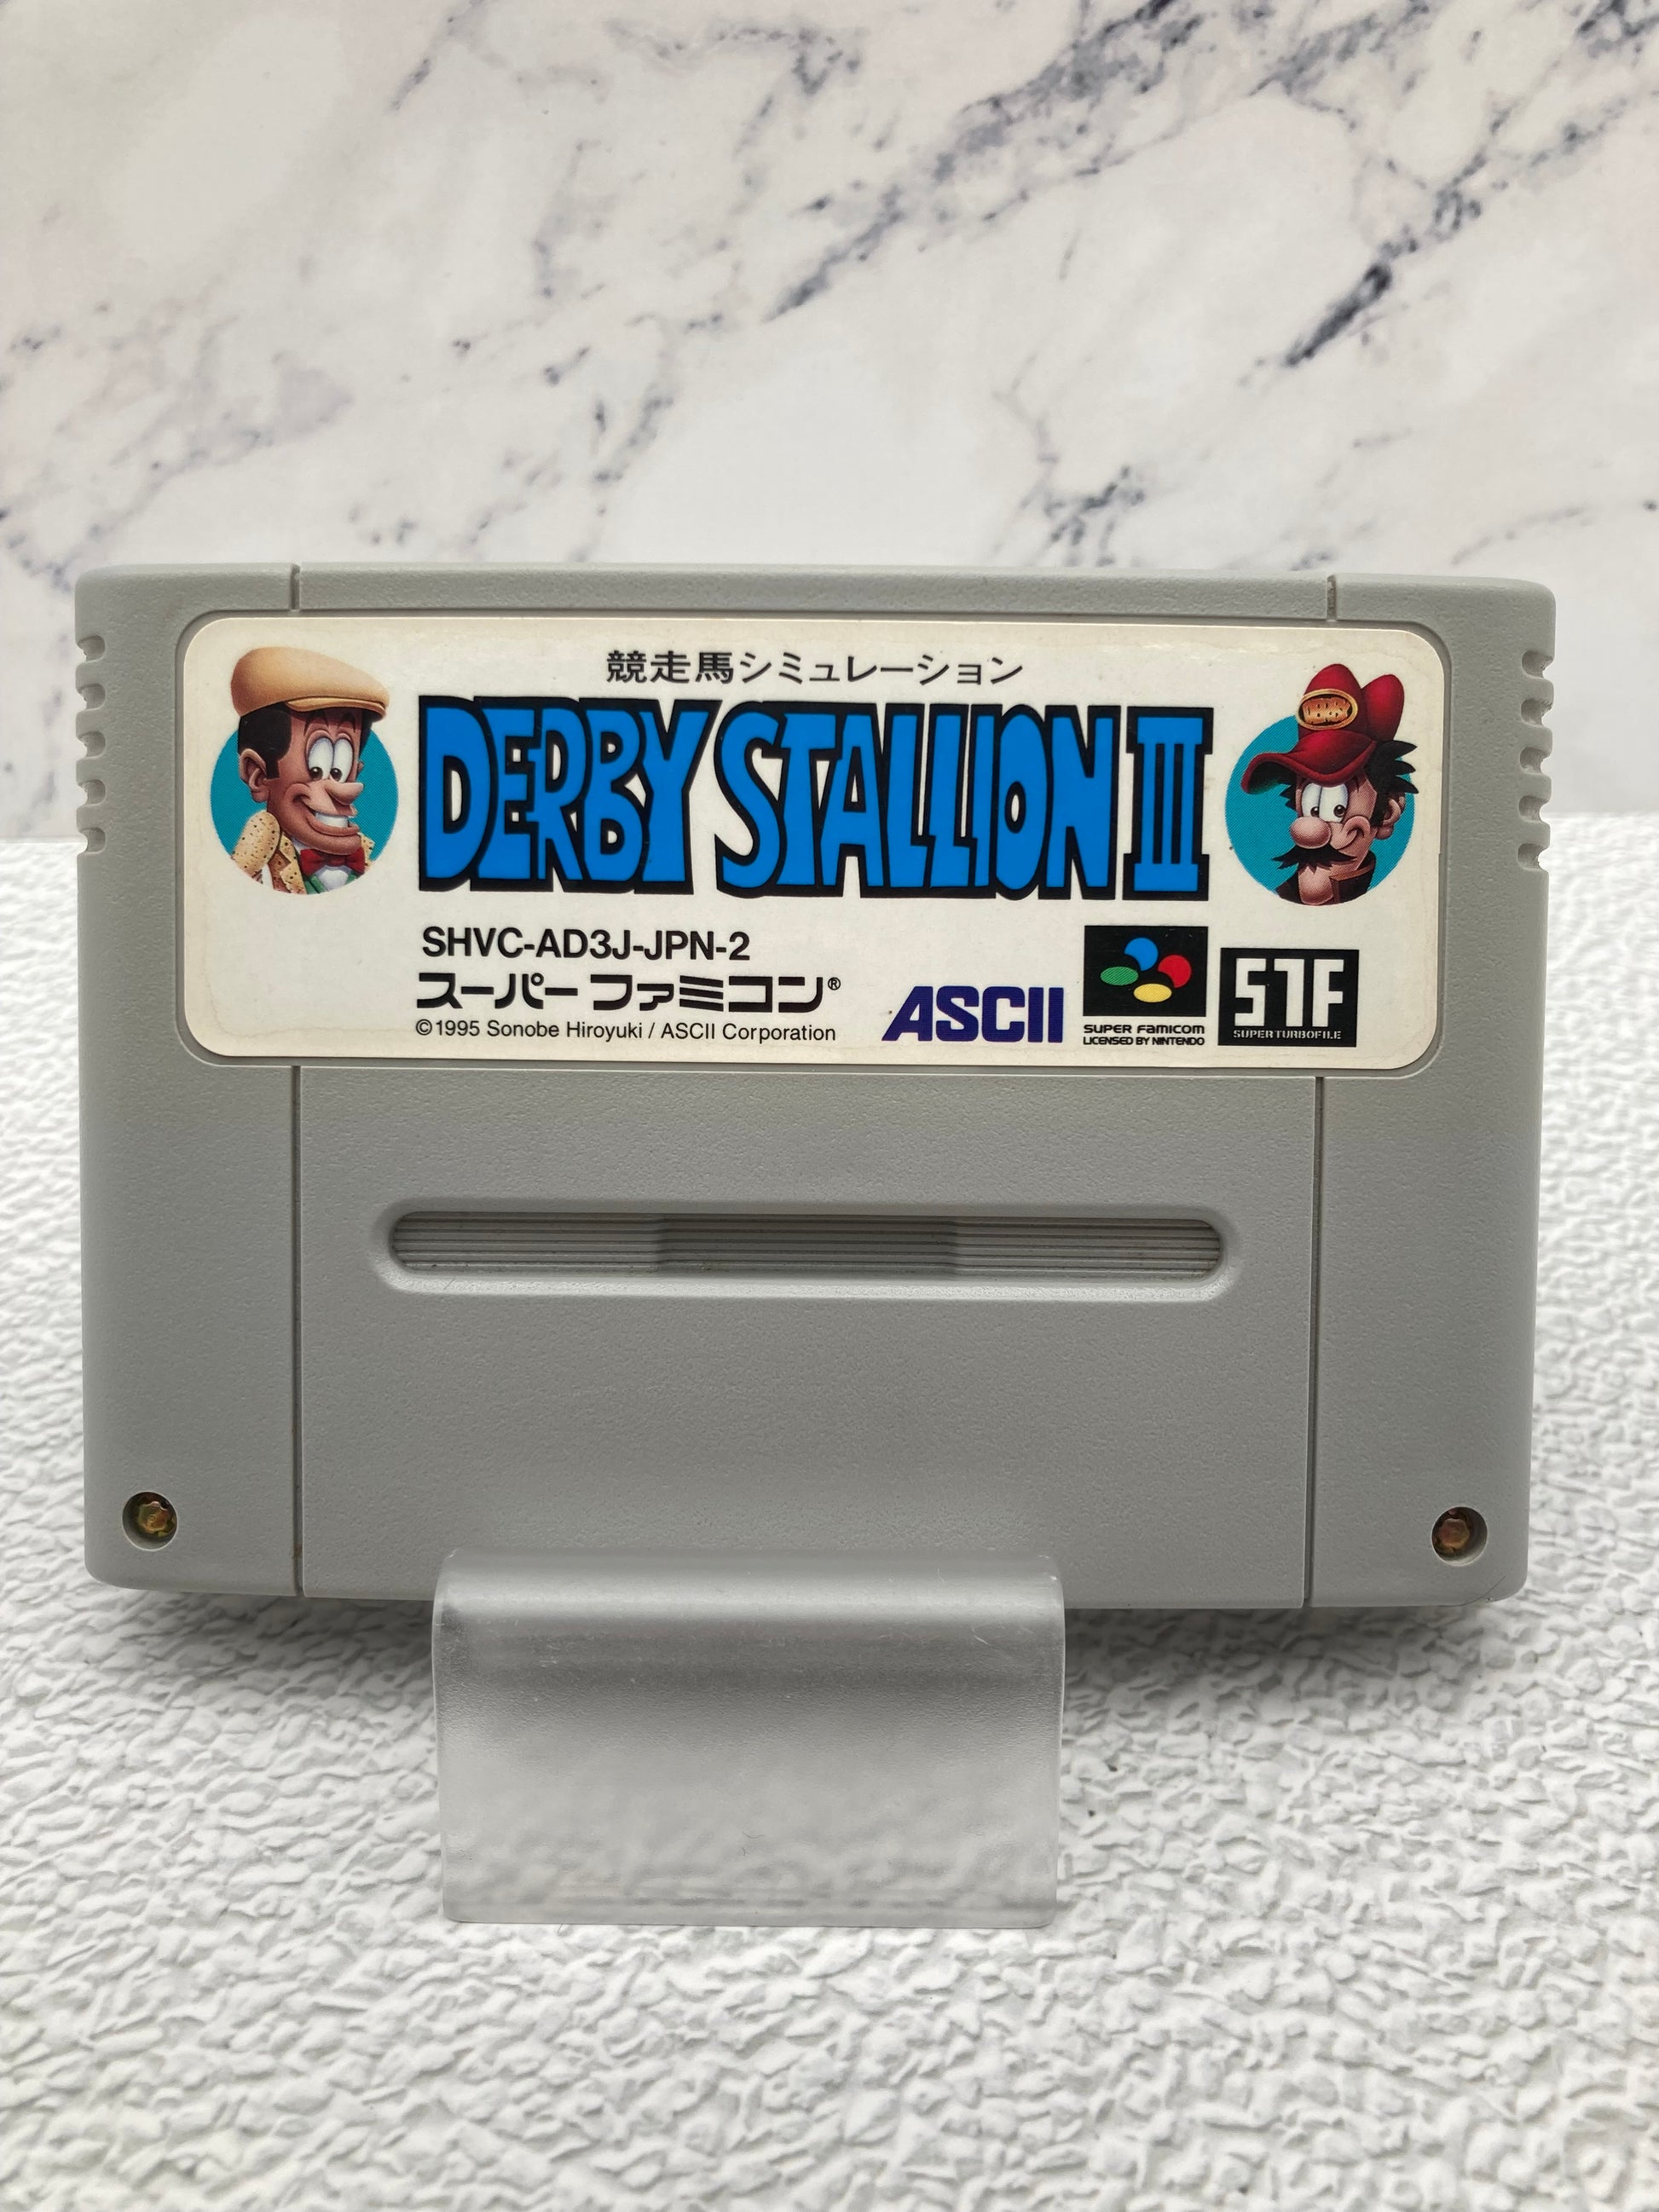 競走馬シミュレーション
DERBY STALLION III
DERBY
SHVC-AD3J-JPN-2
スーパーファミコン®
©1995 Sonobe Hiroyuki / ASCII Corporation
ASCII
SUPER FAMICOM
LICENSED BY NINTENDO
STF
SUPER TURBOFILE